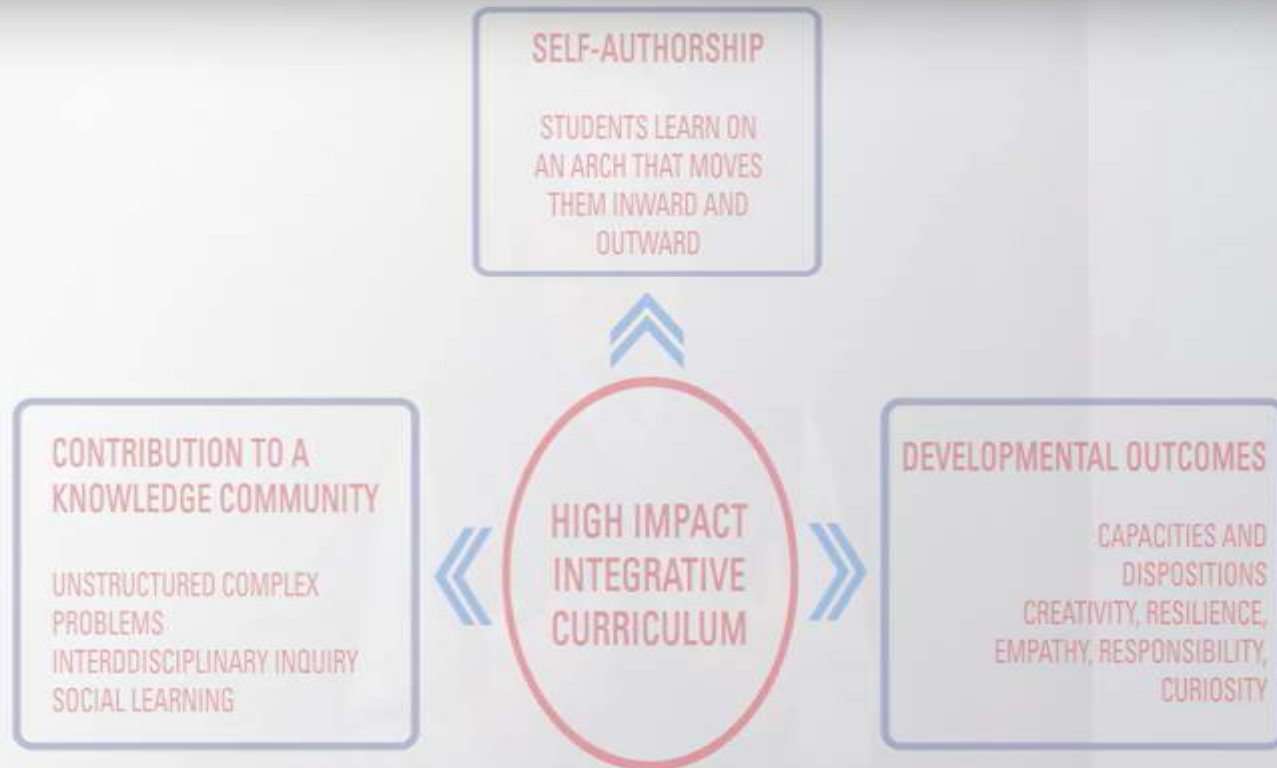 SELF-AUTHORSHIP
STUDENTS LEARN ON
AN ARCH THAT MOVES
THEM INWARD AND
OUTWARD
CONTRIBUTION TO A
KNOWLEDGE COMMUNITY
UNSTRUCTURED COMPLEX
PROBLEMS
INTERDDISCIPLINARY INQUIRY
SOCIAL LEARNING
HIGH IMPACT
INTEGRATIVE
CURRICULUM
DEVELOPMENTAL OUTCOMES
CAPACITIES AND
DISPOSITIONS
CREATIVITY, RESILIENCE,
EMPATHY, RESPONSIBILITY,
CURIOSITY